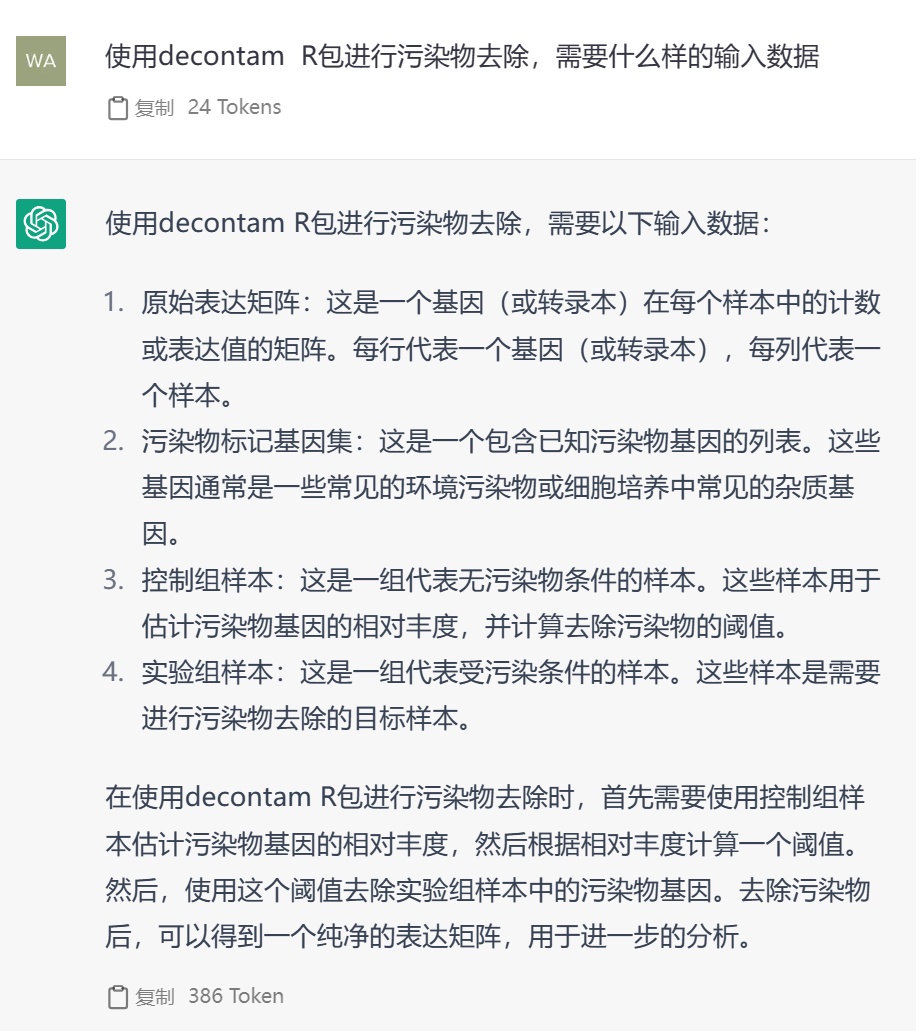 WA
使用decontam R包进行污染物去除，需要什么样的输入数据
复制 24 Tokens
使用decontam R包进行污染物去除，需要以下输入数据：
1. 原始表达矩阵：这是一个基因（或转录本）在每个样本中的计数
或表达值的矩阵。每行代表一个基因（或转录本），每列代表一
个样本。
2. 污染物标记基因集：这是一个包含已知污染物基因的列表。这些
基因通常是一些常见的环境污染物或细胞培养中常见的杂质基
因。
3. 控制组样本：这是一组代表无污染物条件的样本。这些样本用于
估计污染物基因的相对丰度，并计算去除污染物的阈值。
4. 实验组样本：这是一组代表受污染条件的样本。这些样本是需要
进行污染物去除的目标样本。
在使用decontam R包进行污染物去除时，首先需要使用控制组样
本估计污染物基因的相对丰度，然后根据相对丰度计算一个阈值。
然后，使用这个阈值去除实验组样本中的污染物基因。去除污染物
后，可以得到一个纯净的表达矩阵，用于进一步的分析。
复制 386 Token